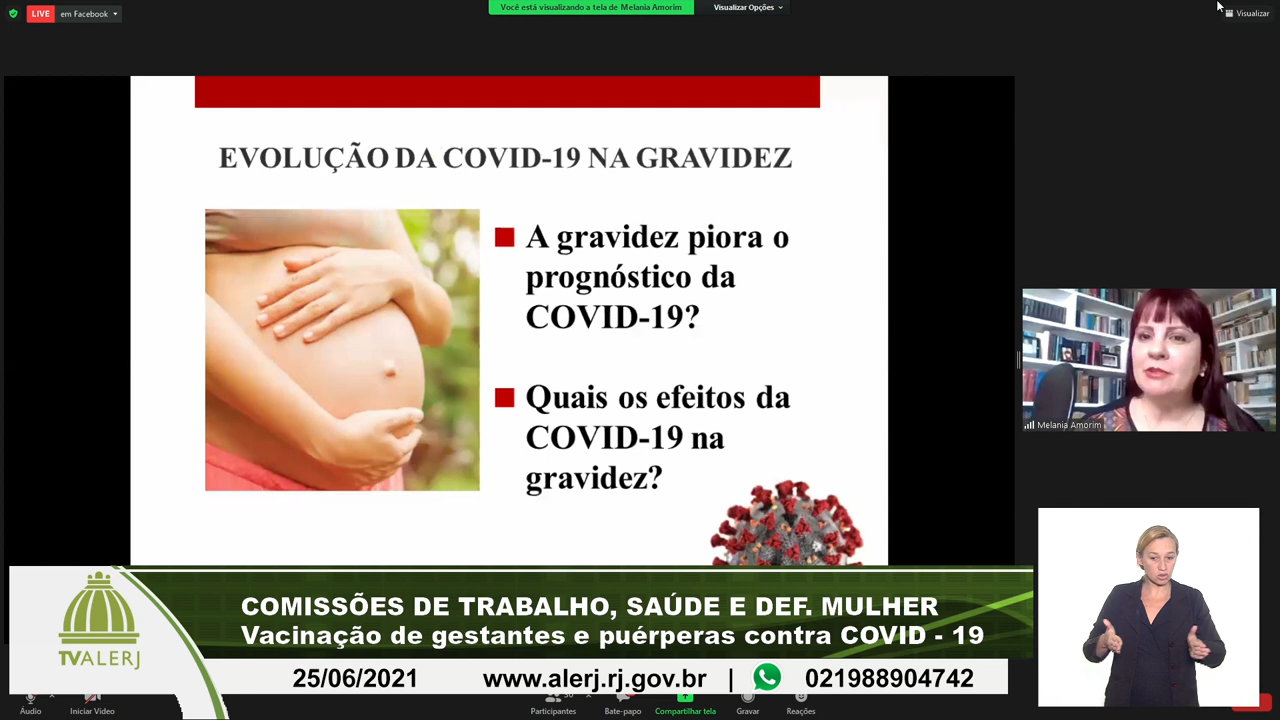 LIVE em Facebook
Você está visualizando a tela de Melania Amorim
Visualizar Opções
Visualizar
EVOLUÇÃO DA COVID-19 NA GRAVIDEZ
A gravidez piora o
prognóstico da
COVID-19?
Quais os efeitos da
COVID-19 na
gravidez?
Melania Amorim
COMISSÕES DE TRABALHO, SAÚDE E DEF. MULHER
Vacinação de gestantes e puérperas contra COVID - 19
TVALERJ
25/06/2021 www.alerj.rj.gov.br | 021988904742
Áudio
Iniciar Vídeo
Participantes
Bate-papo
Compartilhar tela
Gravar
Reações